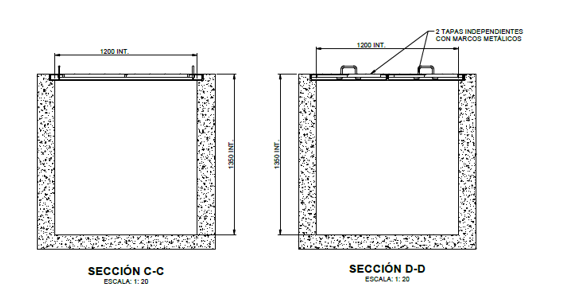 2 TAPAS INDEPENDIENTES
CON MARCOS METÁLICOS
1200 INT.
1200 INT.
1350 INT.
1350 INT.
SECCIÓN C-C
ESCALA: 1: 20
SECCIÓN D-D
ESCALA: 1: 20